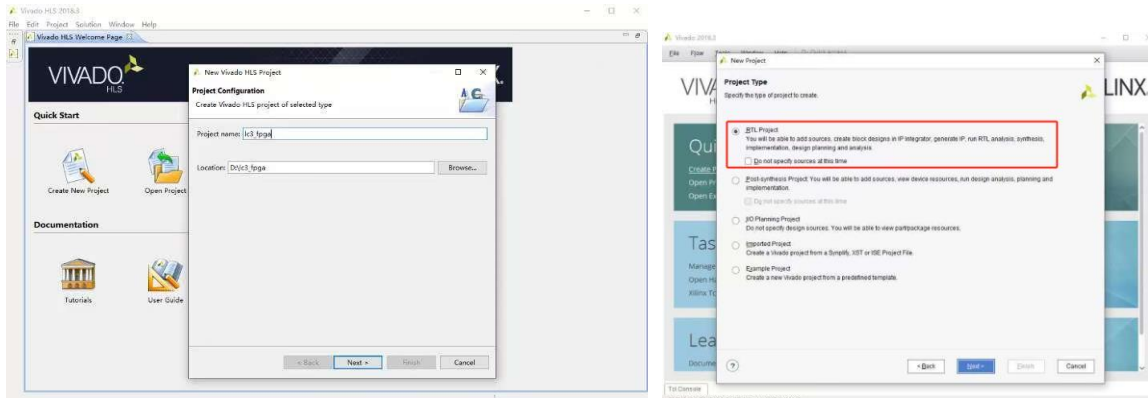 Vivado HLS 2018.3
File Edit Project Solution Window Help
Vivado HLS Welcome Page
VIVADO.
HLS
Quick Start
Create New Project
Open Project
Documentation
Tutorials
User Guide
New Vivado HLS Project
Project Configuration
Create Vivado HLS project of selected type
Project name: lc3_fpga
Location: D:\lc3_fpga
Browse...
< Back
Next >
Finish
Cancel
Vivado 2018.3
File Flow
New Project
LINX
Project Type
Specify the type of project to create.
RTL Project
You will be able to add sources, create block designs in IP Integrator, generate IP, run RTL analysis, synthesis,
implementation, design planning and analysis.
Do not specify sources at this time
Post-synthesis Project: You will be able to add sources, view device resources, run design analysis, planning and
implementation.
Do not specify sources at this time
I/O Planning Project
Do not specify design sources. You will be able to view part/package resources.
Imported Project
Create a Vivado project from a Synplify, XST or ISE Project File.
Example Project
Create a new Vivado project from a predefined template.
?
< Back
Next >
Finish
Cancel
Tcl Console